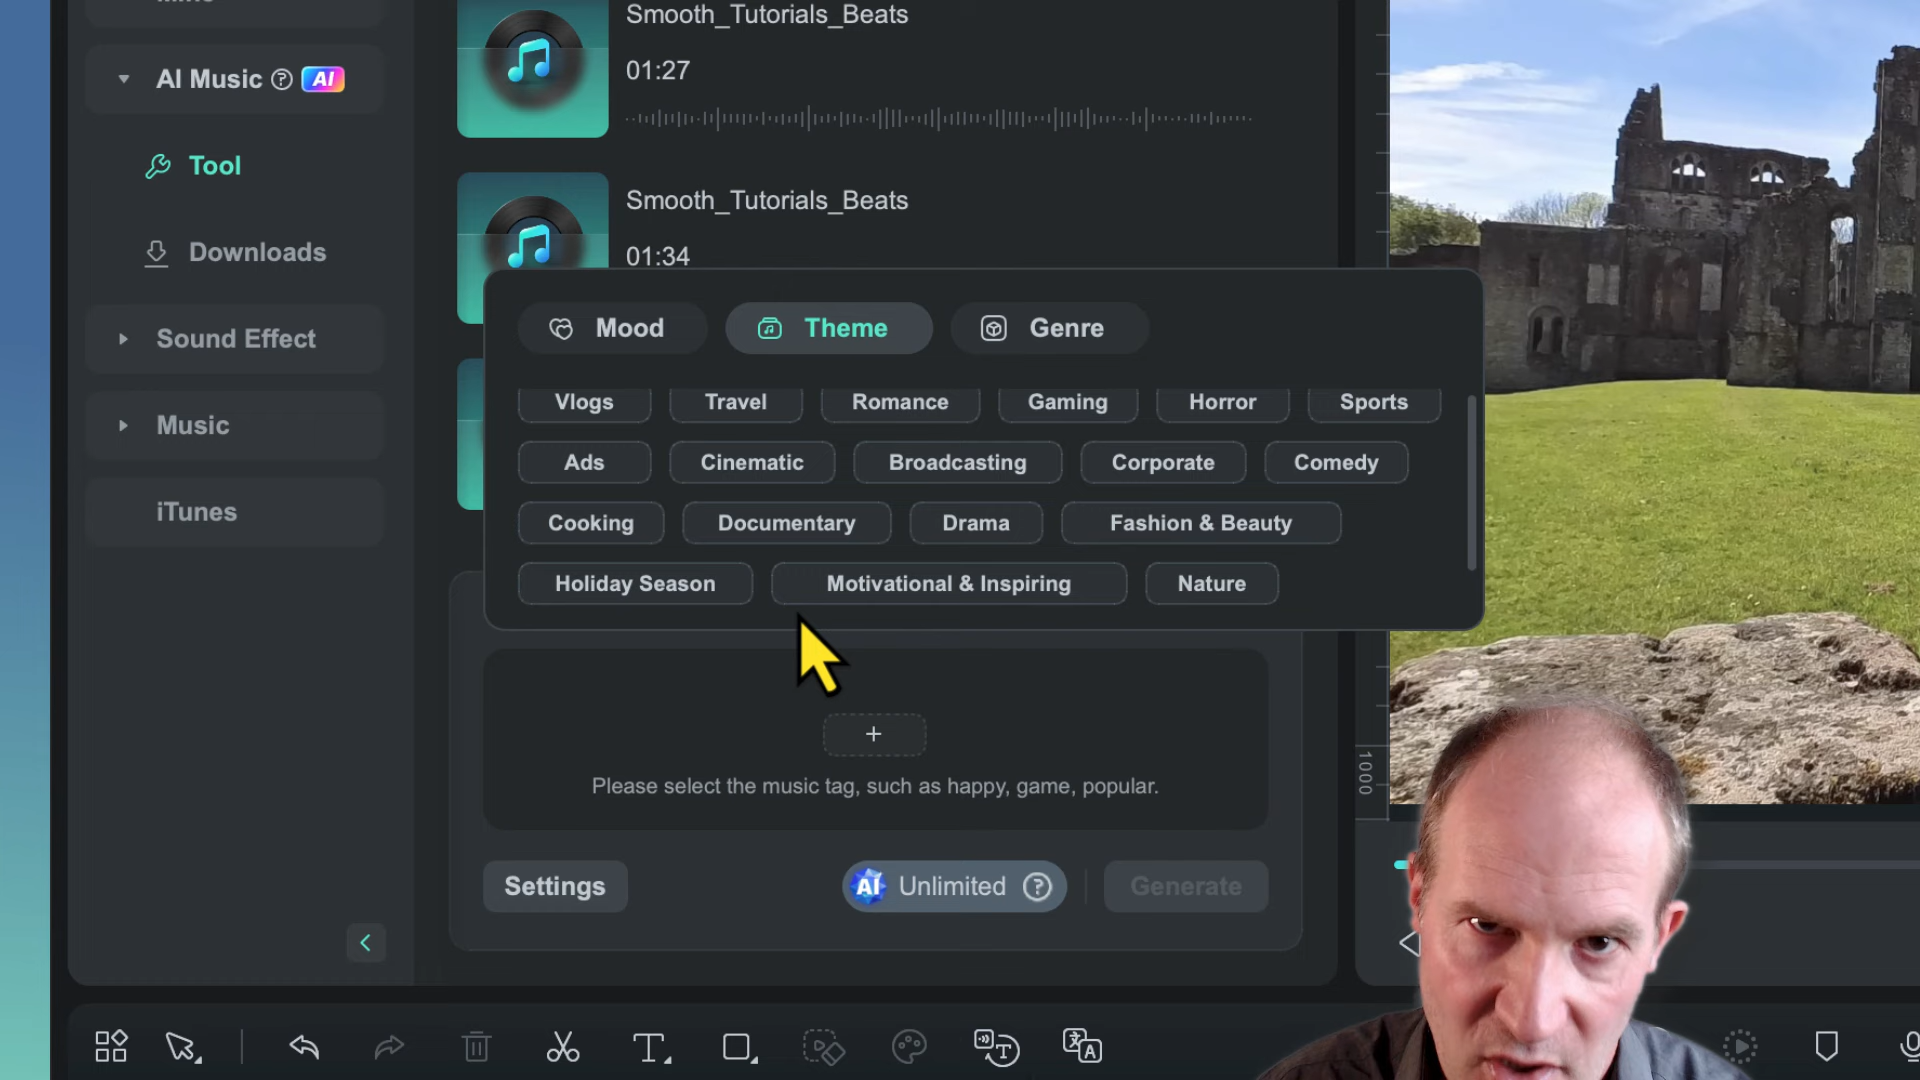 Smooth_Tutorials_Beats
01:27
AI Music ? AI
Tool
Downloads
Sound Effect
Music
iTunes
Smooth_Tutorials_Beats
01:34
Mood Theme Genre
Vlogs Travel Romance Gaming Horror Sports
Ads Cinematic Broadcasting Corporate Comedy
Cooking Documentary Drama Fashion & Beauty
Holiday Season Motivational & Inspiring Nature
+
Please select the music tag, such as happy, game, popular.
Settings AI Unlimited ? Generate
1000